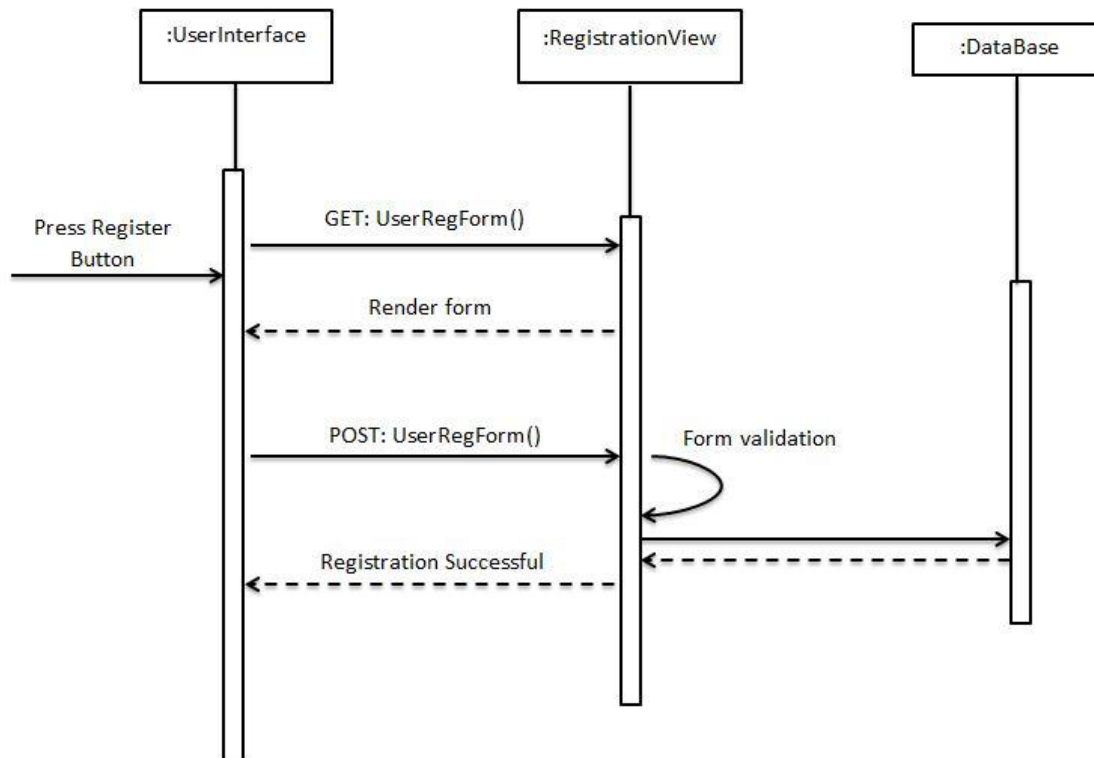 :UserInterface
:RegistrationView
:DataBase
GET: UserRegForm()
Press Register
Button
Render form
POST: UserRegForm()
Form validation
Registration Successful